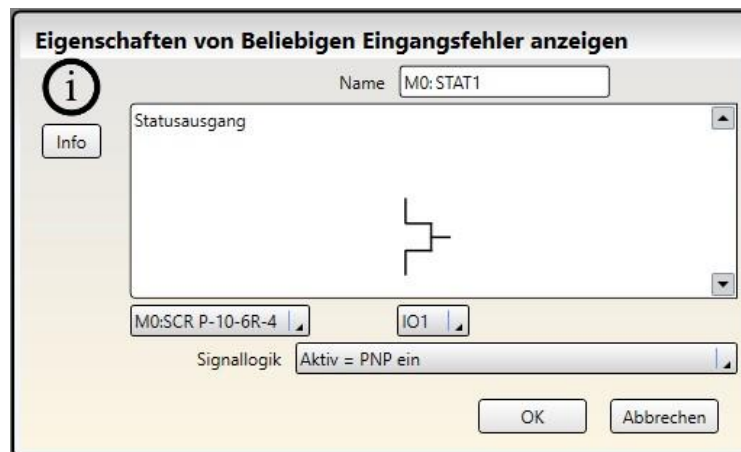 Eigenschaften von Beliebigen Eingangsfehler anzeigen
i
Name M0: STAT1
Info
Statusausgang
M0:SCR P-10-6R-4 IO1
Signallogik Aktiv = PNP ein
OK Abbrechen